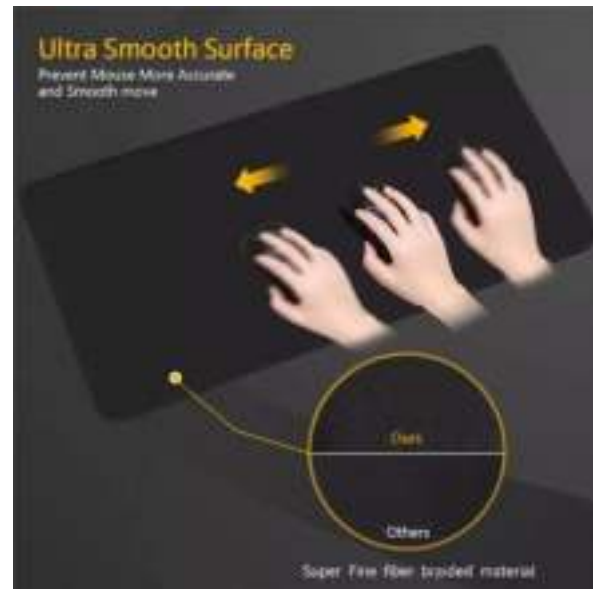 Ultra Smooth Surface
Prevent Mouse More Accurate
and Smooth move
Ours
Others
Super Fine fiber braided material